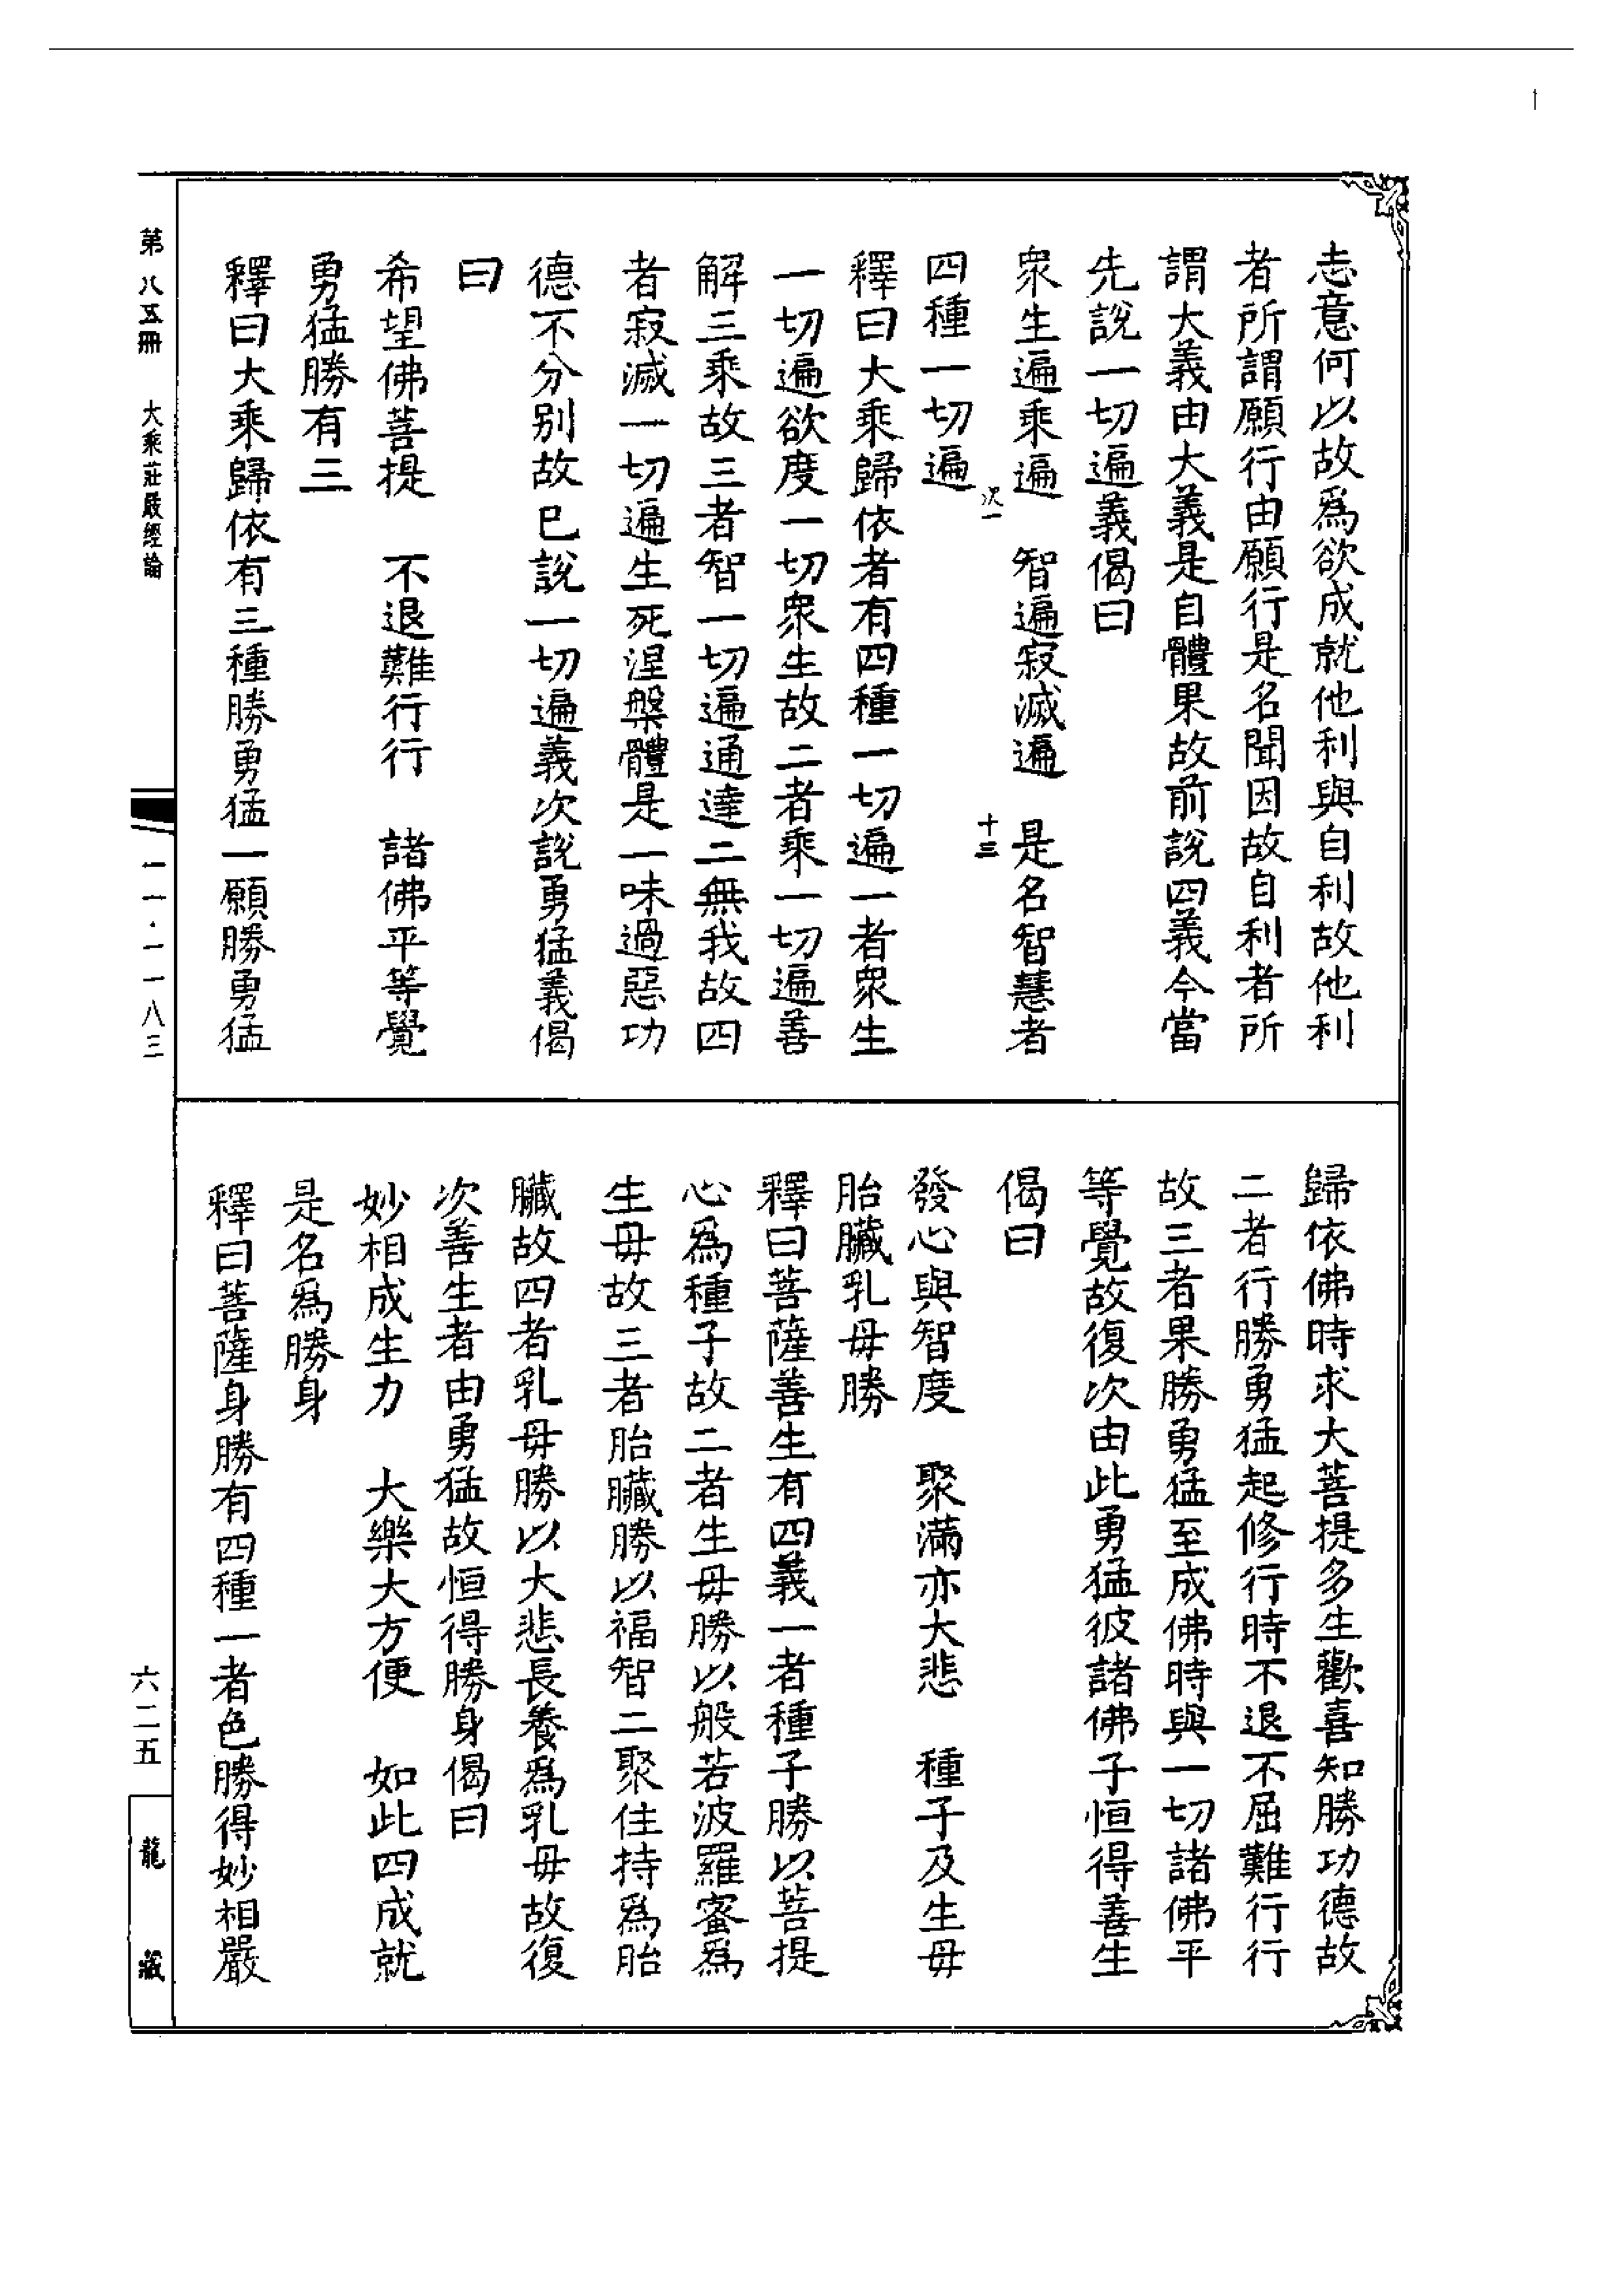 志意何以故爲欲成就他利與自利故他利
者所謂願行由願行是名聞因故自利者所
謂大義由大義是自體果故前說四義今當
先說一切遍義偈曰
衆生遍乘遍　智遍寂滅遍　是名智慧者
次一　十三
四種一切遍
釋曰大乘歸依者有四種一切遍一者衆生
一切遍欲度一切衆生故二者乘一切遍善
解三乘故三者智一切遍通達二無我故四
者寂滅一切遍生死涅槃體是一味過惡功
德不分别故已說一切遍義次說勇猛義偈
曰
希望佛菩提　不退難行行　諸佛平等覺
勇猛勝有三
釋曰大乘歸依有三種勝勇猛一願勝勇猛
歸依佛時求大菩提多生歡喜知勝功德故
二者行勝勇猛起修行時不退不屈難行行
故三者果勝勇猛至成佛時與一切諸佛平
等覺故復次由此勇猛彼諸佛子恒得善生
偈曰
發心與智度　聚滿亦大悲　種子及生母
胎臟乳母勝
釋曰菩薩善生有四義一者種子勝以菩提
心爲種子故二者生母勝以般若波羅蜜爲
生母故三者胎臟勝以福智二聚住持爲胎
臟故四者乳母勝以大悲長養爲乳母故復
次善生者由勇猛故恒得勝身偈曰
妙相成生力　大樂大方便　如此四成就
是名爲勝身
釋曰菩薩身勝有四種一者色勝得妙相嚴
第八五冊　大乘莊嚴經論
一一·一一八三
六二五
龍藏